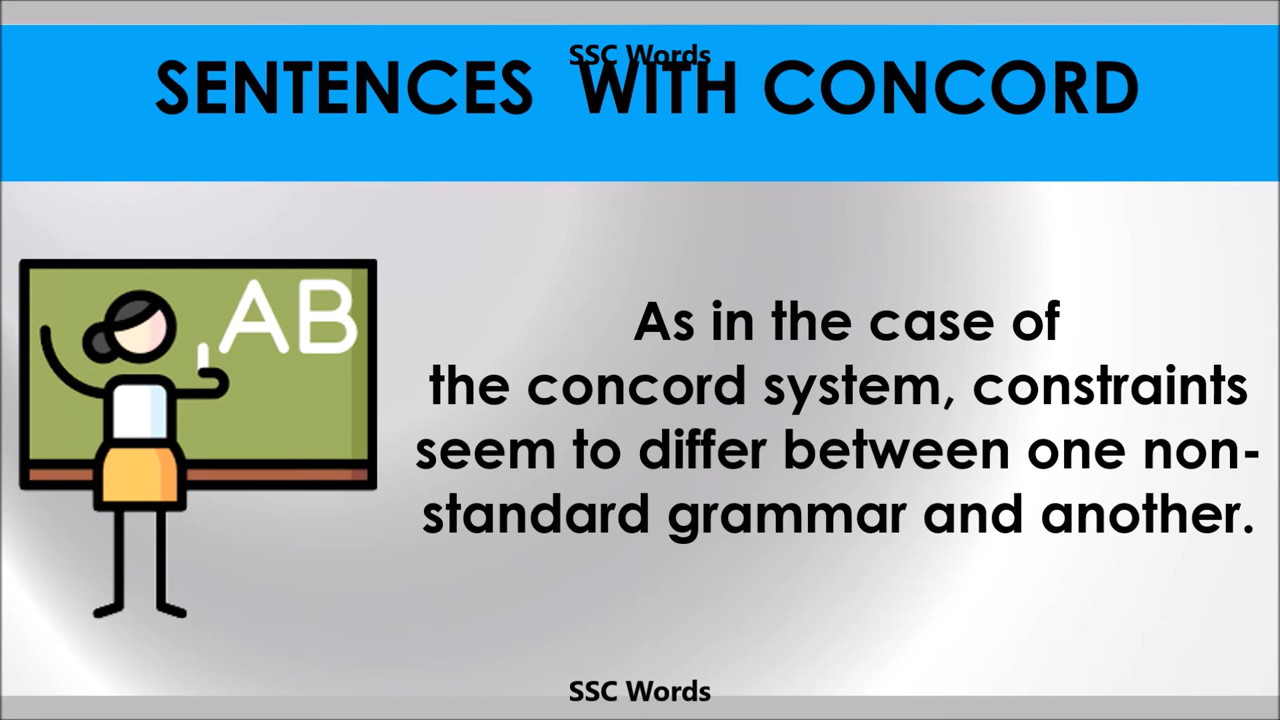 SSC Words
SENTENCES WITH CONCORD
AB
As in the case of
the concord system, constraints
seem to differ between one non-
standard grammar and another.
SSC Words